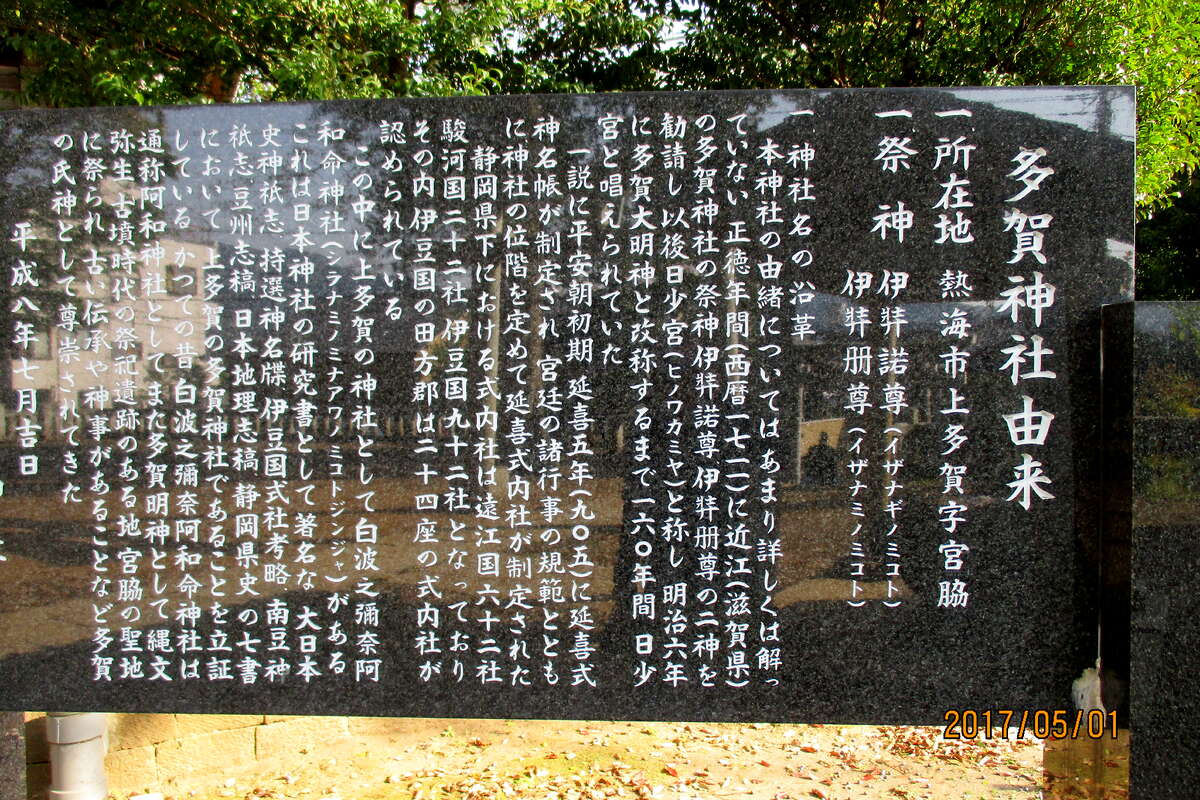 多賀神社由来
一所在地 熱海市上多賀字宮脇
一祭神 伊弉諾尊(イザナギノミコト)
伊弉册尊(イザナミノミコト)
一神社名の沿革
本神社の由緒についてはあまり詳しくは解っ
ていない 正徳年間(西暦一七一一)に近江(滋賀県)
の多賀神社の祭神伊弉諾尊伊弉册尊の二神を
勧請し以後日少宮(ヒノワカミヤ)と称し 明治六年
に多賀大明神と改称するまで一六〇年間 日少
宮と唱えられていた
一説に平安朝初期 延喜五年(九〇五)に延喜式
神名帳が制定され 宮廷の諸行事の規範ととも
に神社の位階を定めて延喜式内社が制定された
静岡県下における式内社は遠江国六十二社
駿河国二十二社 伊豆国九十二社となっており
その内伊豆国の田方郡は二十四座の式内社が
認められている
この中に上多賀の神社として白波之彌奈阿
和命神社(シラナミノミナアワノミコトジンジャ)がある
これは日本神社の研究書として著名な 大日本
史神祇志 持選神名牒 伊豆国式社考略 南豆神
祇志 豆州志稿 日本地理志稿 静岡県史 の七書
において 上多賀の多賀神社であることを立証
している かつての昔 白波之彌奈阿和命神社は
通称阿和神社としてまた多賀明神として縄文
弥生 古墳時代の祭祀遺跡のある地 宮脇の聖地
に祭られ古い伝承や神事があることなど多賀
の氏神として尊崇されてきた
平成八年七月吉日
2017/05/01